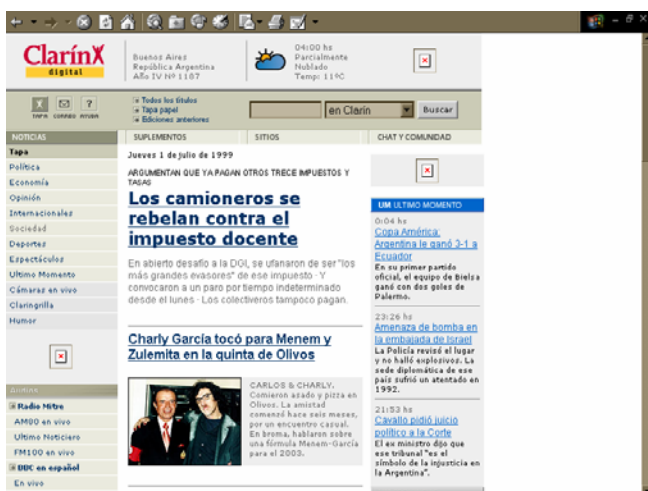 ClarínX
digital
Buenos Aires
República Argentina
Año IV Nº 1187
04:00 hs
Parcialmente
Nublado
Temp: 11ºC
TAPA CORREO AYUDA
Todos los títulos
Tapa papel
Ediciones anteriores
en Clarín
Buscar
NOTICIAS
SUPLEMENTOS
SITIOS
CHAT Y COMUNIDAD
Tapa
Política
Economía
Opinión
Internacionales
Sociedad
Deportes
Espectáculos
Ultimo Momento
Cámaras en vivo
Claringrilla
Humor
Radio Mitre
AM80 en vivo
Ultimo Noticiero
FM100 en vivo
BBC en español
En vivo
Jueves 1 de julio de 1999
ARGUMENTAN QUE YA PAGAN OTROS TRECE IMPUESTOS Y
TASAS
Los camioneros se
rebelan contra el
impuesto docente
En abierto desafío a la DGI, se ufanaron de ser "los
más grandes evasores" de ese impuesto · Y
convocaron a un paro por tiempo indeterminado
desde el lunes · Los colectiveros tampoco pagan.
Charly García tocó para Menem y
Zulemita en la quinta de Olivos
CARLOS & CHARLY.
Comieron asado y pizza en
Olivos. La amistad
comenzó hace seis meses,
por un encuentro casual.
En broma, hablaron sobre
una fórmula Menem-García
para el 2003.
UM ULTIMO MOMENTO
0:04 hs
Copa América:
Argentina le ganó 3-1 a
Ecuador
En su primer partido
oficial, el equipo de Bielsa
ganó con dos goles de
Palermo.
23:26 hs
Amenaza de bomba en
la embajada de Israel
La Policía revisó el lugar
y no halló explosivos. La
sede diplomática de ese
país sufrió un atentado en
1992.
21:53 hs
Cavallo pidió juicio
político a la Corte
El ex ministro dijo que
ese tribunal "es el
símbolo de la injusticia en
la Argentina".